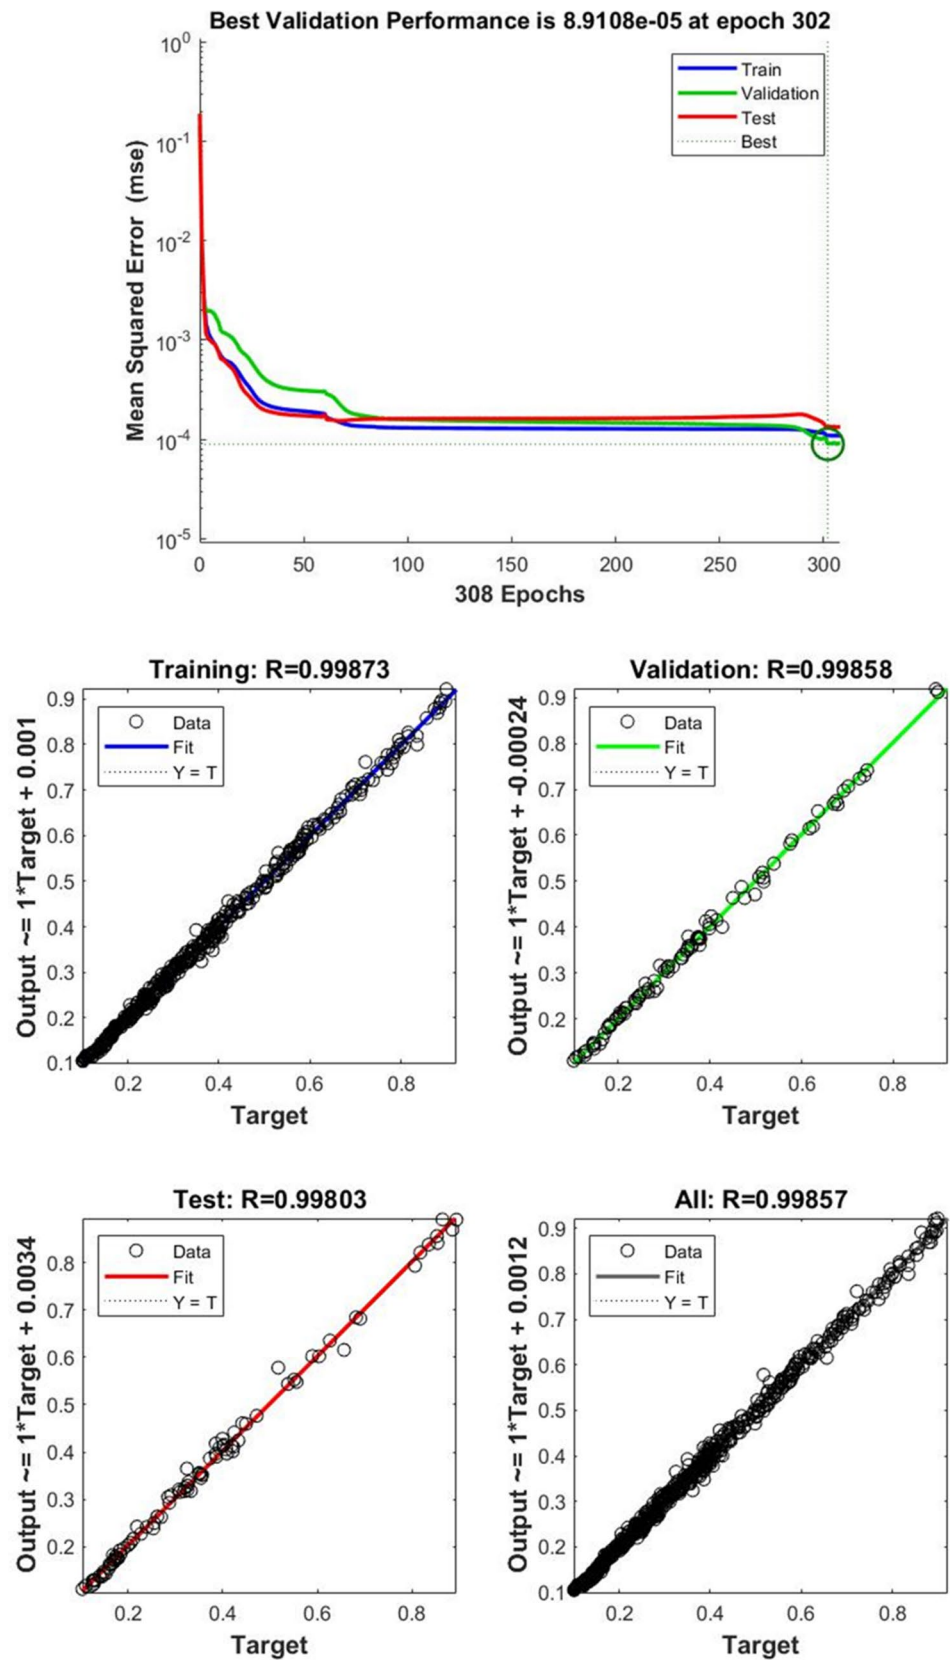 Best Validation Performance is 8.9108e-05 at epoch 302
Mean Squared Error (mse)
10^0
10^-1
10^-2
10^-3
10^-4
10^-5
Train
Validation
Test
Best
0 50 100 150 200 250 300
308 Epochs
Training: R=0.99873
Output ~= 1*Target + 0.001
0.9
0.8
0.7
0.6
0.5
0.4
0.3
0.2
0.1
Data
Fit
Y = T
0.2 0.4 0.6 0.8
Target
Validation: R=0.99858
Output ~= 1*Target + -0.00024
0.9
0.8
0.7
0.6
0.5
0.4
0.3
0.2
Data
Fit
Y = T
0.2 0.4 0.6 0.8
Target
Test: R=0.99803
Output ~= 1*Target + 0.0034
0.8
0.7
0.6
0.5
0.4
0.3
0.2
Data
Fit
Y = T
0.2 0.4 0.6 0.8
Target
All: R=0.99857
Output ~= 1*Target + 0.0012
0.9
0.8
0.7
0.6
0.5
0.4
0.3
0.2
0.1
Data
Fit
Y = T
0.2 0.4 0.6 0.8
Target